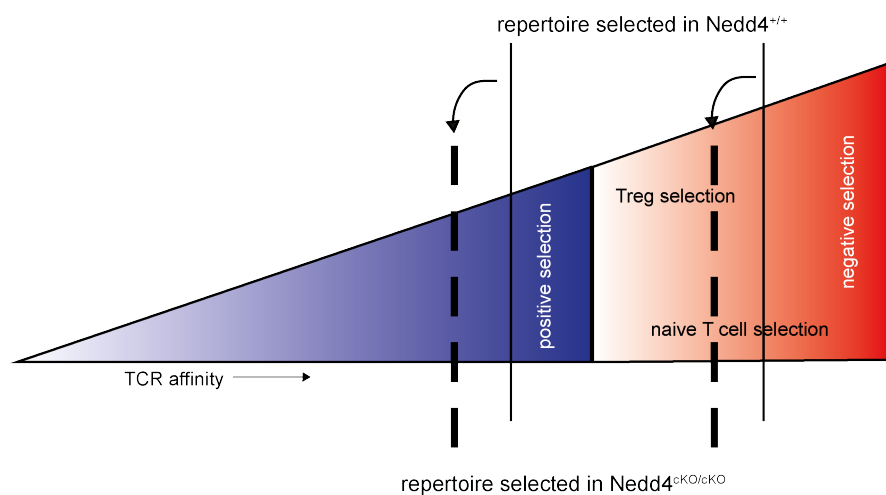 repertoire selected in Nedd4+/+
Treg selection
positive selection
negative selection
naive T cell selection
TCR affinity
repertoire selected in Nedd4cKO/cKO